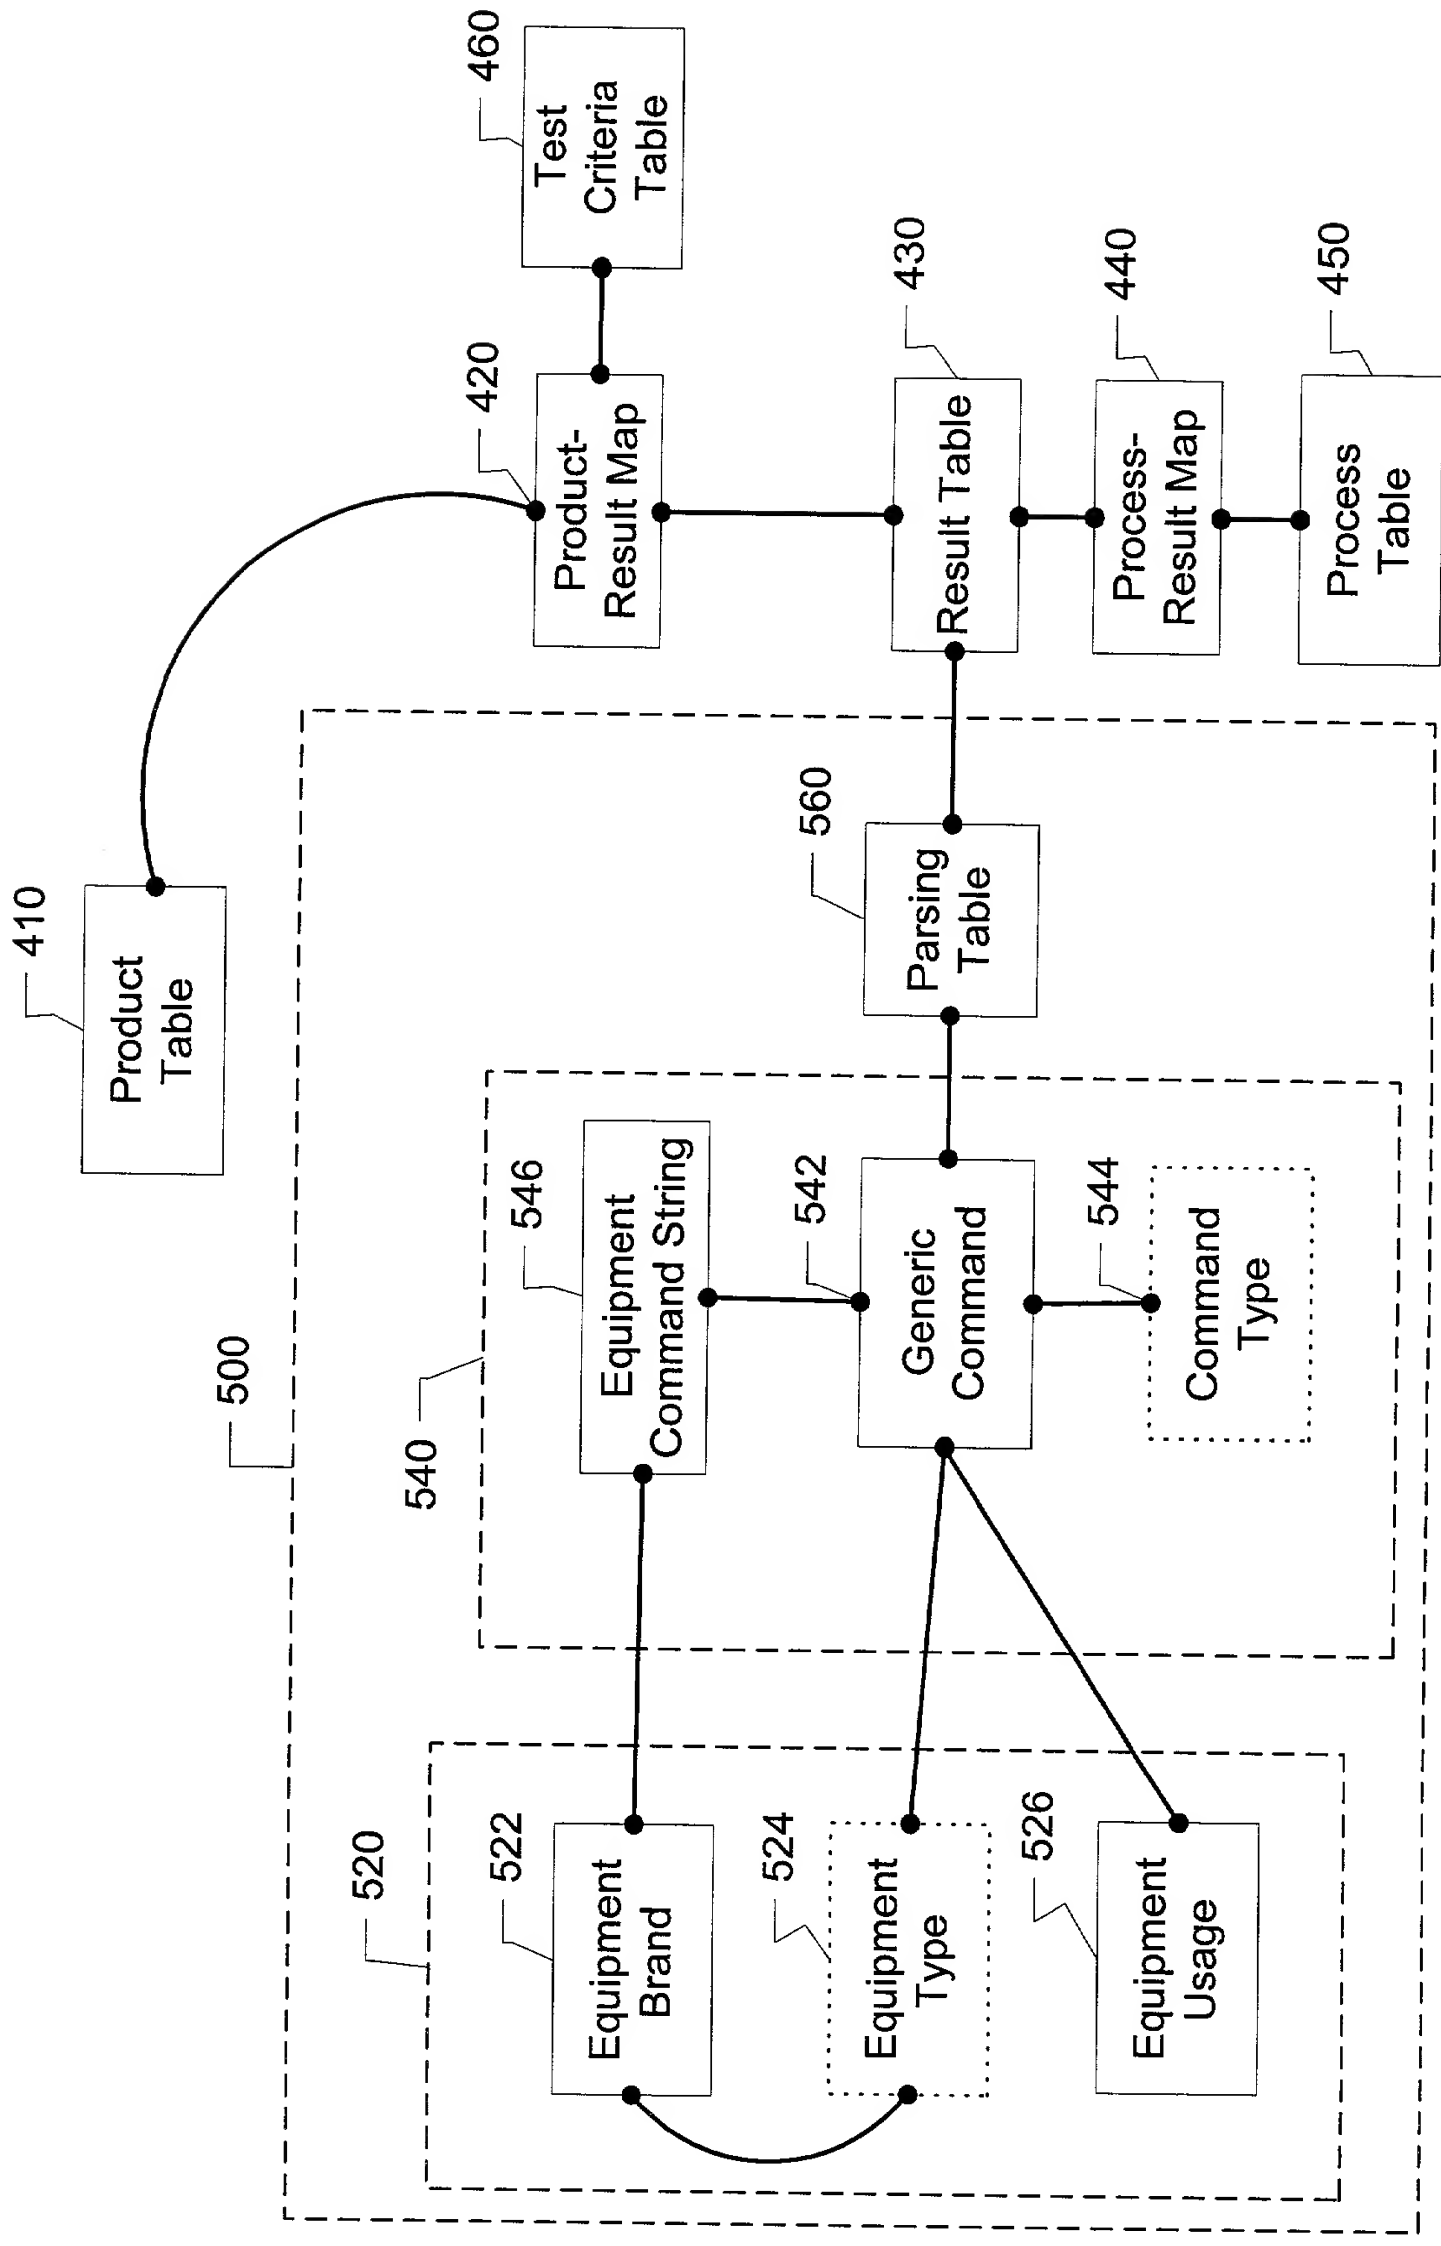 410
Product
Table
500
520
522
Equipment
Brand
524
Equipment
Type
526
Equipment
Usage
540
546
Equipment
Command String
542
Generic
Command
544
Command
Type
560
Parsing
Table
420
Product-
Result Map
460
Test
Criteria
Table
430
Result Table
440
Process-
Result Map
450
Process
Table